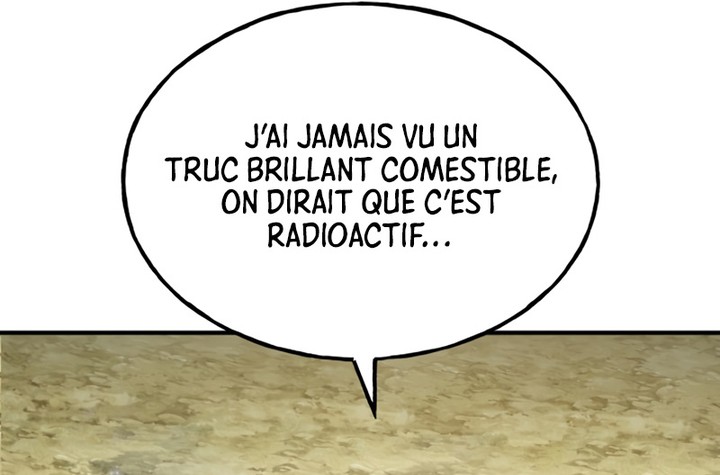 J'AI JAMAIS VU UN
TRUC BRILLANT COMESTIBLE,
ON DIRAIT QUE C'EST
RADIOACTIF...